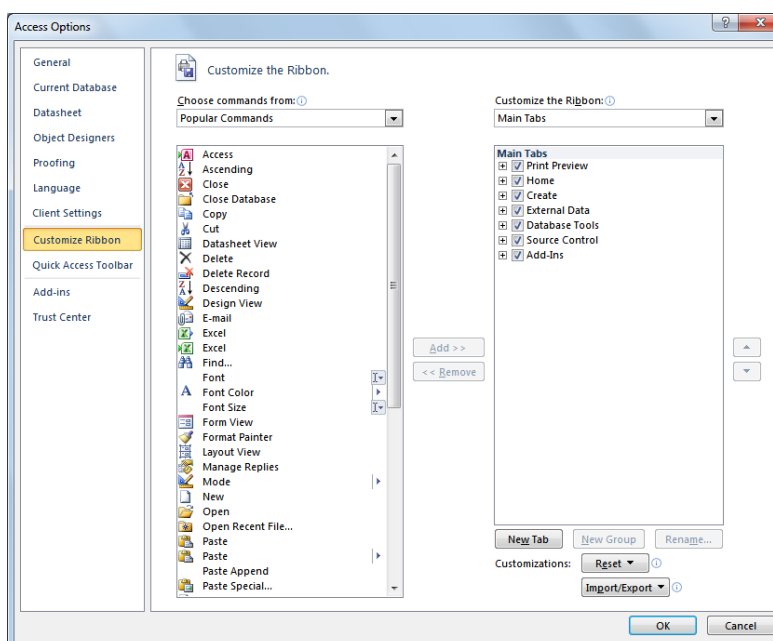 Access Options
General
Current Database
Datasheet
Object Designers
Proofing
Language
Client Settings
Customize Ribbon
Quick Access Toolbar
Add-ins
Trust Center
Customize the Ribbon.
Choose commands from:
Popular Commands
Access
Ascending
Close
Close Database
Copy
Cut
Datasheet View
Delete
Delete Record
Descending
Design View
E-mail
Excel
Excel
Find...
Font
Font Color
Font Size
Form View
Format Painter
Layout View
Manage Replies
Mode
New
Open
Open Recent File...
Paste
Paste
Paste Append
Paste Special...
Add >>
<< Remove
Customize the Ribbon:
Main Tabs
Main Tabs
Print Preview
Home
Create
External Data
Database Tools
Source Control
Add-Ins
New Tab
New Group
Rename...
Customizations:
Reset
Import/Export
OK
Cancel